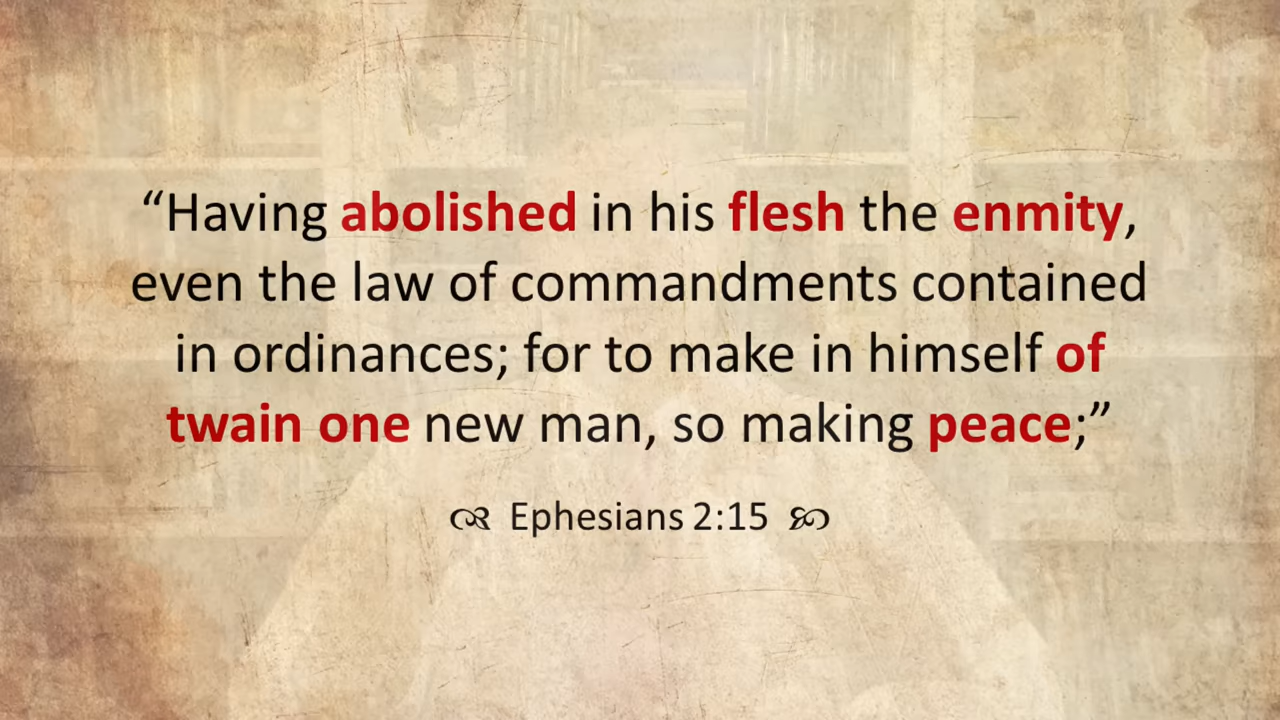 “Having abolished in his flesh the enmity,
even the law of commandments contained
in ordinances; for to make in himself of
twain one new man, so making peace;”
Ephesians 2:15